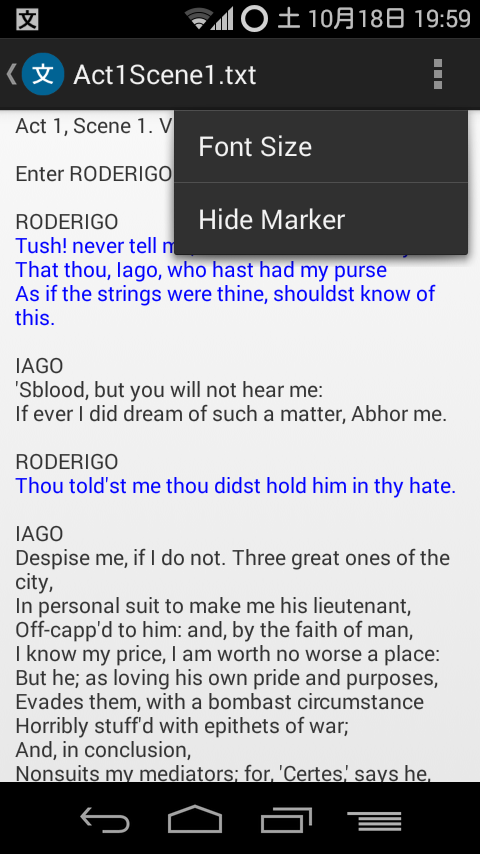 文 土 10月18日 19:59
文 Act1Scene1.txt
Font Size
Hide Marker
Act 1, Scene 1. V
Enter RODERIGO
RODERIGO
Tush! never tell
That thou, Iago, who hast had my purse
As if the strings were thine, shouldst know of
this.
IAGO
'Sblood, but you will not hear me:
If ever I did dream of such a matter, Abhor me.
RODERIGO
Thou told'st me thou didst hold him in thy hate.
IAGO
Despise me, if I do not. Three great ones of the
city,
In personal suit to make me his lieutenant,
Off-capp'd to him: and, by the faith of man,
I know my price, I am worth no worse a place:
But he; as loving his own pride and purposes,
Evades them, with a bombast circumstance
Horribly stuff'd with epithets of war;
And, in conclusion,
Nonsuits my mediators; for, 'Certes,' says he,